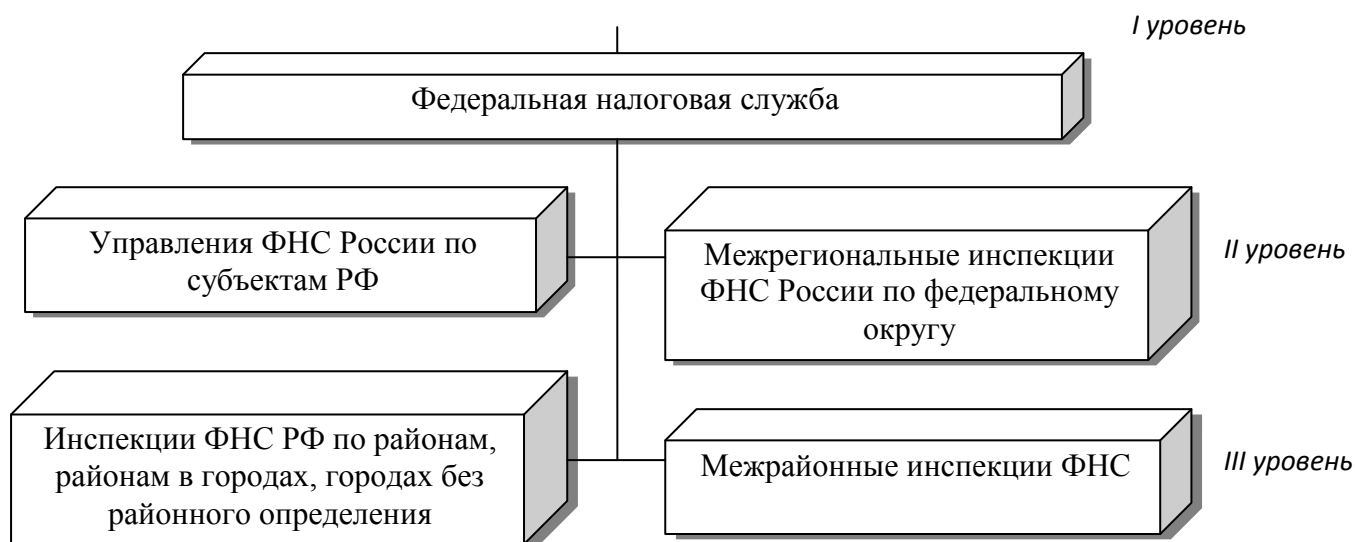 I уровень
Федеральная налоговая служба
Управления ФНС России по
субъектам РФ
Межрегиональные инспекции
ФНС России по федеральному
округу
II уровень
Инспекции ФНС РФ по районам,
районам в городах, городах без
районного определения
Межрайонные инспекции ФНС
III уровень